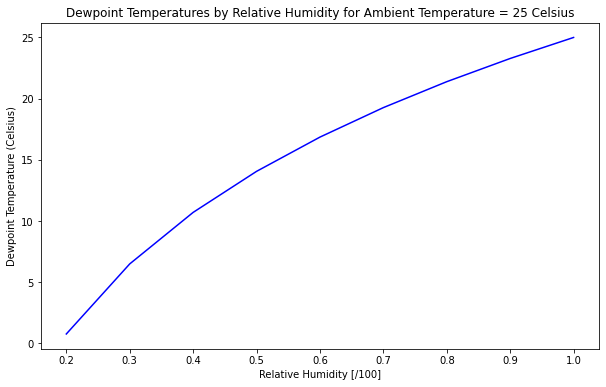 Dewpoint Temperatures by Relative Humidity for Ambient Temperature = 25 Celsius
25
20
15
10
5
0
Dewpoint Temperature (Celsius)
0.2 0.3 0.4 0.5 0.6 0.7 0.8 0.9 1.0
Relative Humidity [/100]